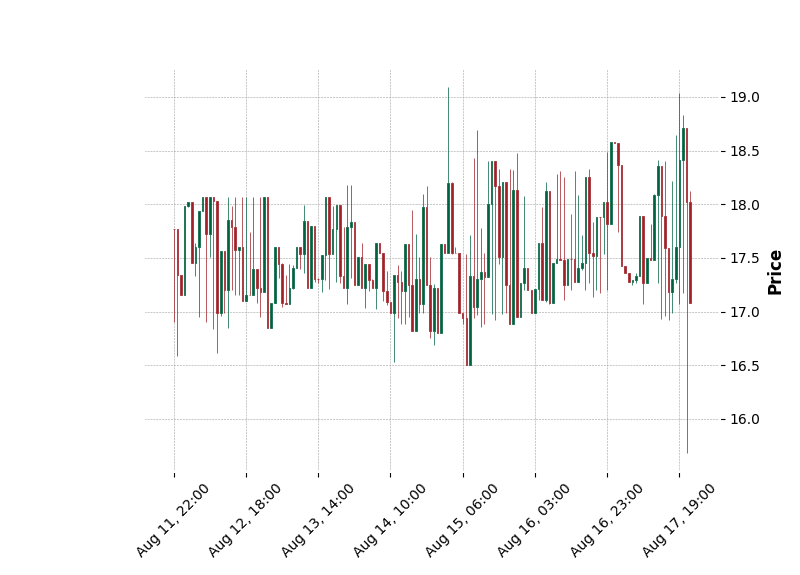 19.0
18.5
18.0
17.5
17.0
16.5
16.0
Price
Aug 11, 22:00
Aug 12, 18:00
Aug 13, 14:00
Aug 14, 10:00
Aug 15, 06:00
Aug 16, 03:00
Aug 16, 23:00
Aug 17, 19:00